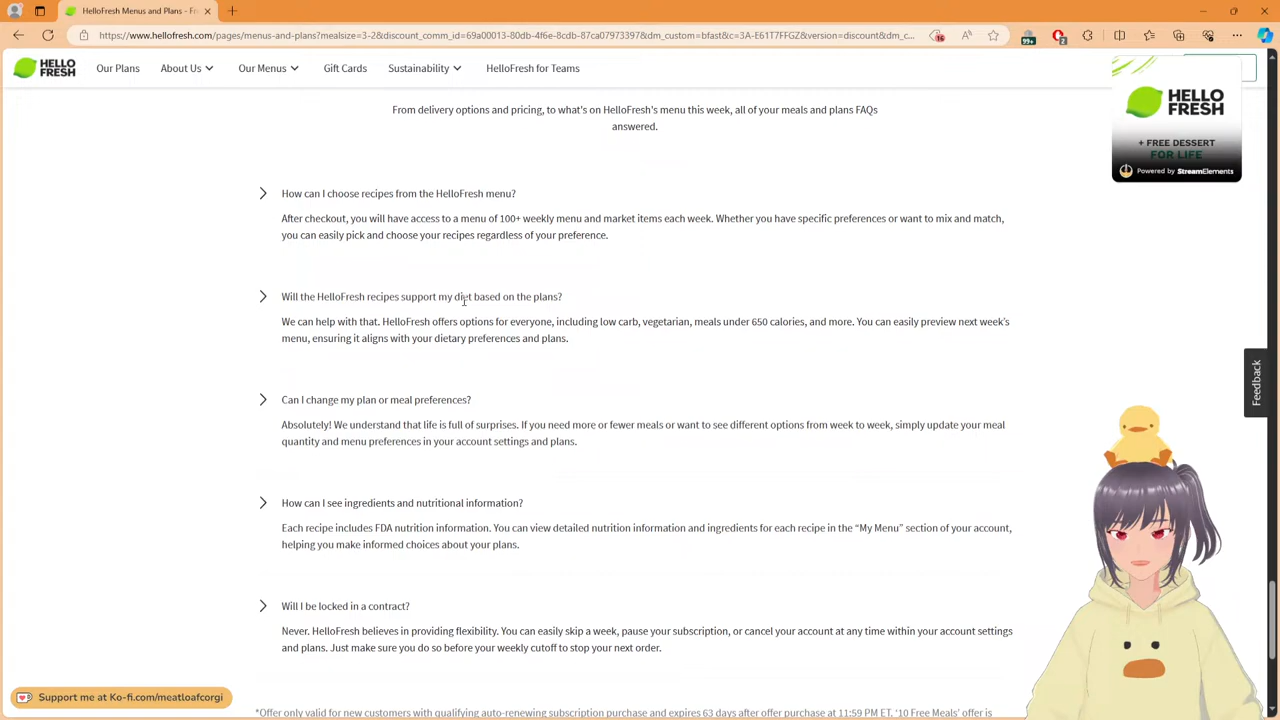 HelloFresh Menus and Plans - Fr
https://www.hellofresh.com/pages/menus-and-plans?mealsize=3-2&discount_comm_id=69a00013-80db-4f6e-8cdb-87ca07973397&dm_custom=bfast&c=3A-E61T7FFGZ&version=discount&dm_c...
16
99+
2
HELLO
FRESH
Our Plans
About Us
Our Menus
Gift Cards
Sustainability
HelloFresh for Teams
HELLO
FRESH
+ FREE DESSERT
FOR LIFE
Powered by StreamElements
From delivery options and pricing, to what's on HelloFresh's menu this week, all of your meals and plans FAQs
answered.
How can I choose recipes from the HelloFresh menu?
After checkout, you will have access to a menu of 100+ weekly menu and market items each week. Whether you have specific preferences or want to mix and match,
you can easily pick and choose your recipes regardless of your preference.
Will the HelloFresh recipes support my diet based on the plans?
We can help with that. HelloFresh offers options for everyone, including low carb, vegetarian, meals under 650 calories, and more. You can easily preview next week's
menu, ensuring it aligns with your dietary preferences and plans.
Can I change my plan or meal preferences?
Absolutely! We understand that life is full of surprises. If you need more or fewer meals or want to see different options from week to week, simply update your meal
quantity and menu preferences in your account settings and plans.
How can I see ingredients and nutritional information?
Each recipe includes FDA nutrition information. You can view detailed nutrition information and ingredients for each recipe in the “My Menu” section of your account,
helping you make informed choices about your plans.
Will I be locked in a contract?
Never. HelloFresh believes in providing flexibility. You can easily skip a week, pause your subscription, or cancel your account at any time within your account settings
and plans. Just make sure you do so before your weekly cutoff to stop your next order.
Feedback
Support me at Ko-fi.com/meatloafcorgi
*Offer only valid for new customers with qualifying auto-renewing subscription purchase and expires 63 days after offer purchase at 11:59 PM ET. '10 Free Meals' offer is